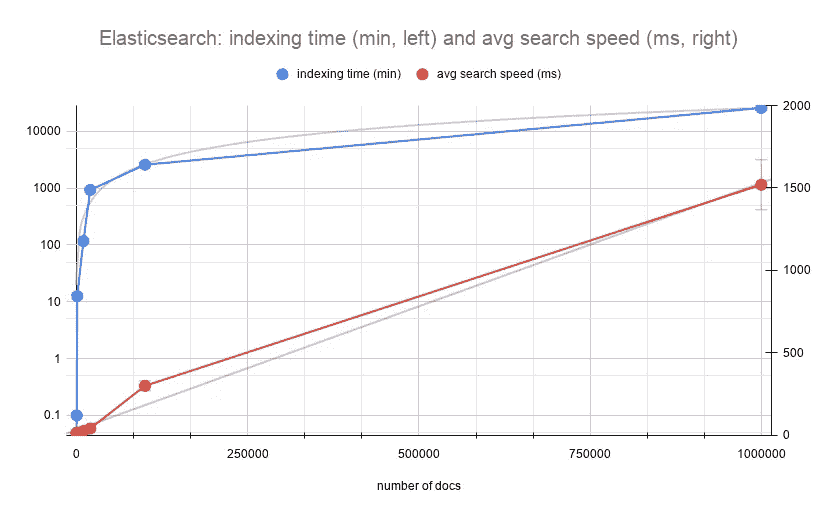 Elasticsearch: indexing time (min, left) and avg search speed (ms, right)
indexing time (min) avg search speed (ms)
10000
1000
100
10
1
0.1
2000
1500
1000
500
0
0 250000 500000 750000 1000000
number of docs